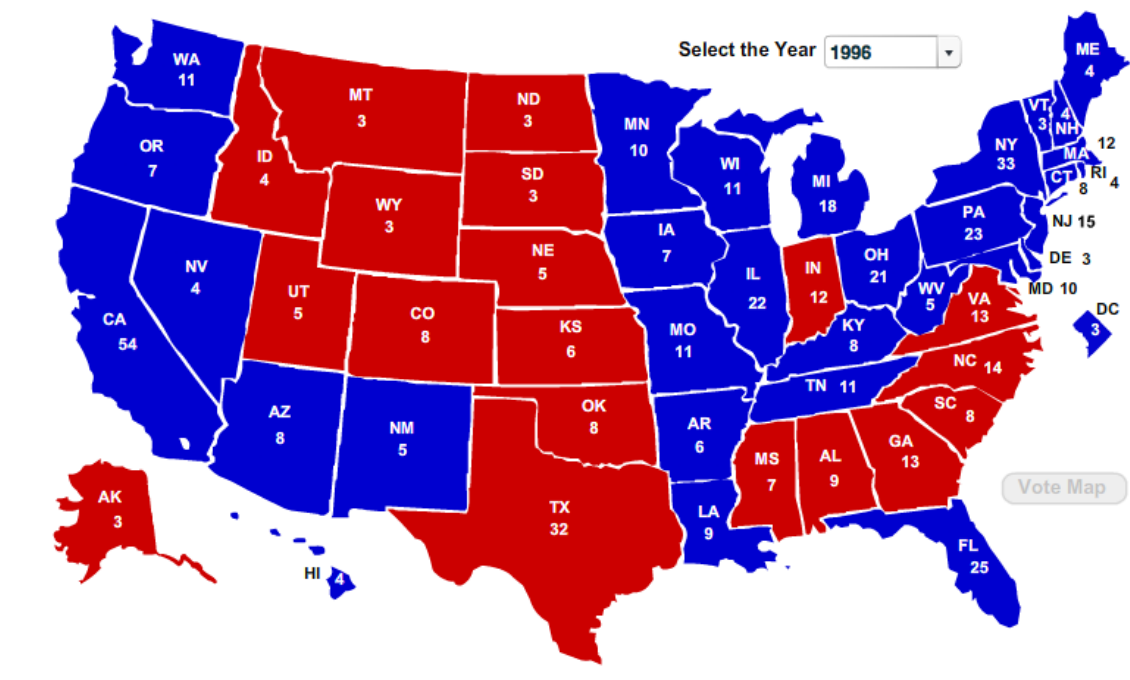 Select the Year 1996
WA
11
OR
7
CA
54
NV
4
ID
4
MT
3
WY
3
UT
5
CO
8
AZ
8
NM
5
ND
3
SD
3
NE
5
KS
6
OK
8
TX
32
MN
10
IA
7
MO
11
AR
6
LA
9
WI
11
IL
22
MI
18
IN
12
OH
21
KY
8
TN 11
MS
7
AL
9
GA
13
FL
25
SC 8
NC 14
VA
13
WV
5
PA
23
NY
33
VT
3
4
NH
ME
4
12
MA
RI 4
CT
8
NJ 15
DE 3
MD 10
DC
3
AK
3
HI 4
Vote Map